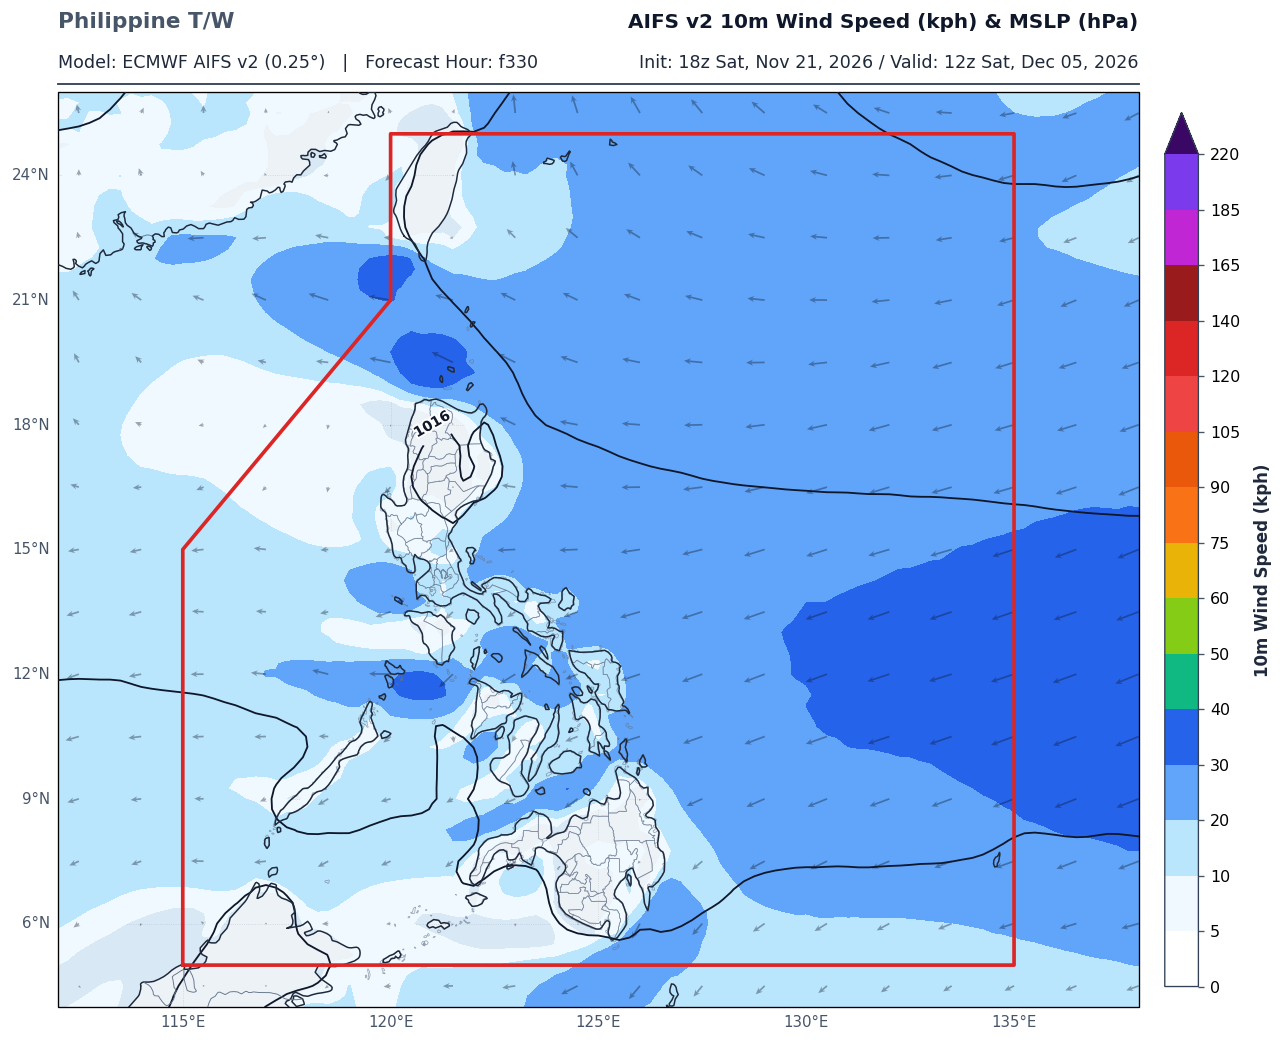 Philippine T/W
AIFS v2 10m Wind Speed (kph) & MSLP (hPa)
Model: ECMWF AIFS v2 (0.25°) | Forecast Hour: f330
Init: 18z Sat, Nov 21, 2026 / Valid: 12z Sat, Dec 05, 2026
24°N
21°N
18°N
15°N
12°N
9°N
6°N
1016
115°E
120°E
125°E
130°E
135°E
220
185
165
140
120
105
90
75
60
50
40
30
20
10
5
0
10m Wind Speed (kph)